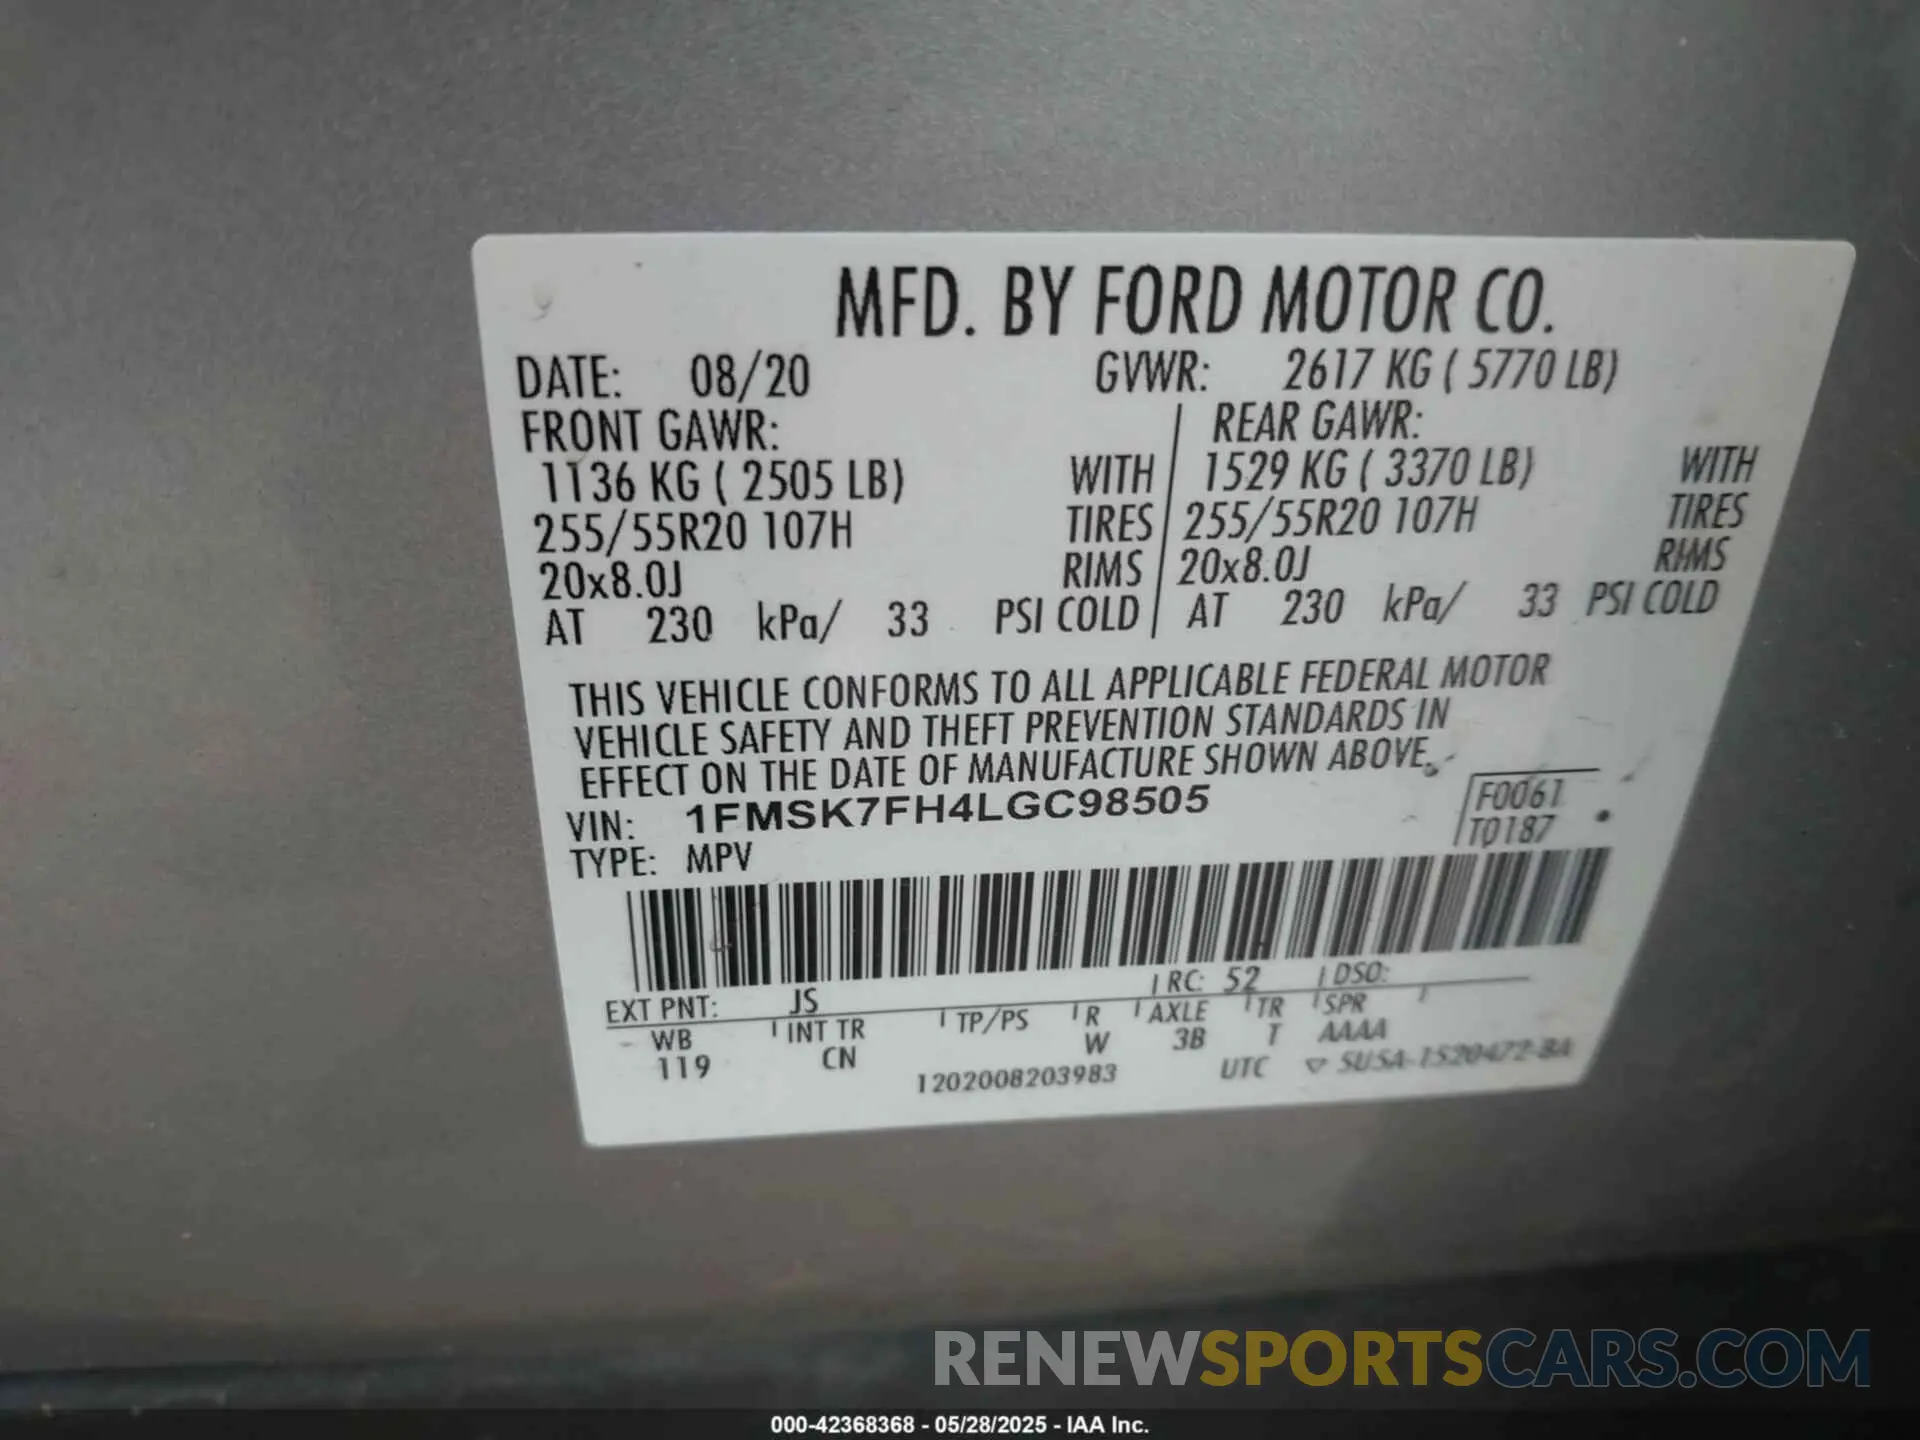 MFD. BY FORD MOTOR CO.
DATE: 08/20 GVWR: 2617 KG ( 5770 LB)
FRONT GAWR: REAR GAWR:
1136 KG ( 2505 LB) WITH 1529 KG ( 3370 LB) WITH
255/55R20 107H TIRES 255/55R20 107H TIRES
20x8.0J RIMS 20x8.0J RIMS
AT 230 kPa/ 33 PSI COLD AT 230 kPa/ 33 PSI COLD
THIS VEHICLE CONFORMS TO ALL APPLICABLE FEDERAL MOTOR
VEHICLE SAFETY AND THEFT PREVENTION STANDARDS IN
EFFECT ON THE DATE OF MANUFACTURE SHOWN ABOVE.
VIN: 1FMSK7FH4LGC98505 F0061
TYPE: MPV T0187
EXT PNT: JS RC: 52 DSO:
WB INT TR TP/PS R AXLE TR SPR
119 CN W 3B T AAAA
1202008203983 UTC ▽ SUSA-1520472-BA
RENEWSPORTSCARS.COM
000-42368368 - 05/28/2025 - IAA Inc.